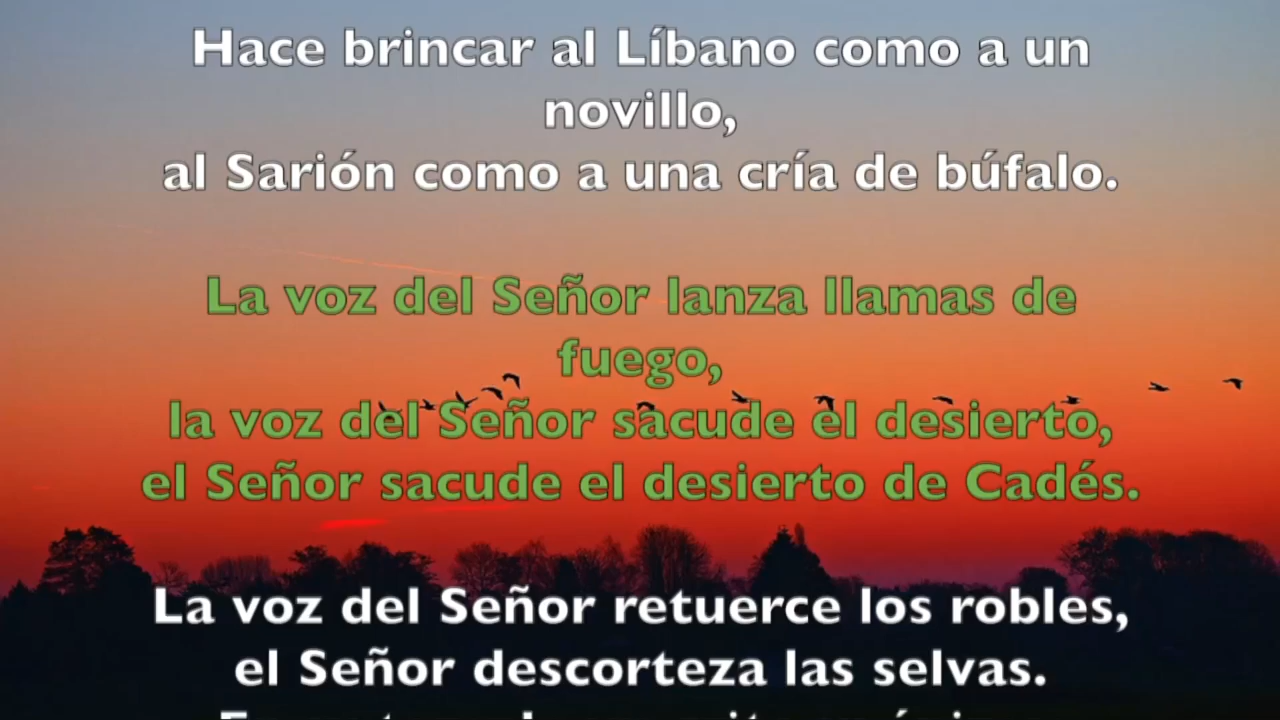 Hace brincar al Líbano como a un
novillo,
al Sarión como a una cría de búfalo.
La voz del Señor lanza llamas de
fuego,
la voz del Señor sacude el desierto,
el Señor sacude el desierto de Cadés.
La voz del Señor retuerce los robles,
el Señor descorteza las selvas.